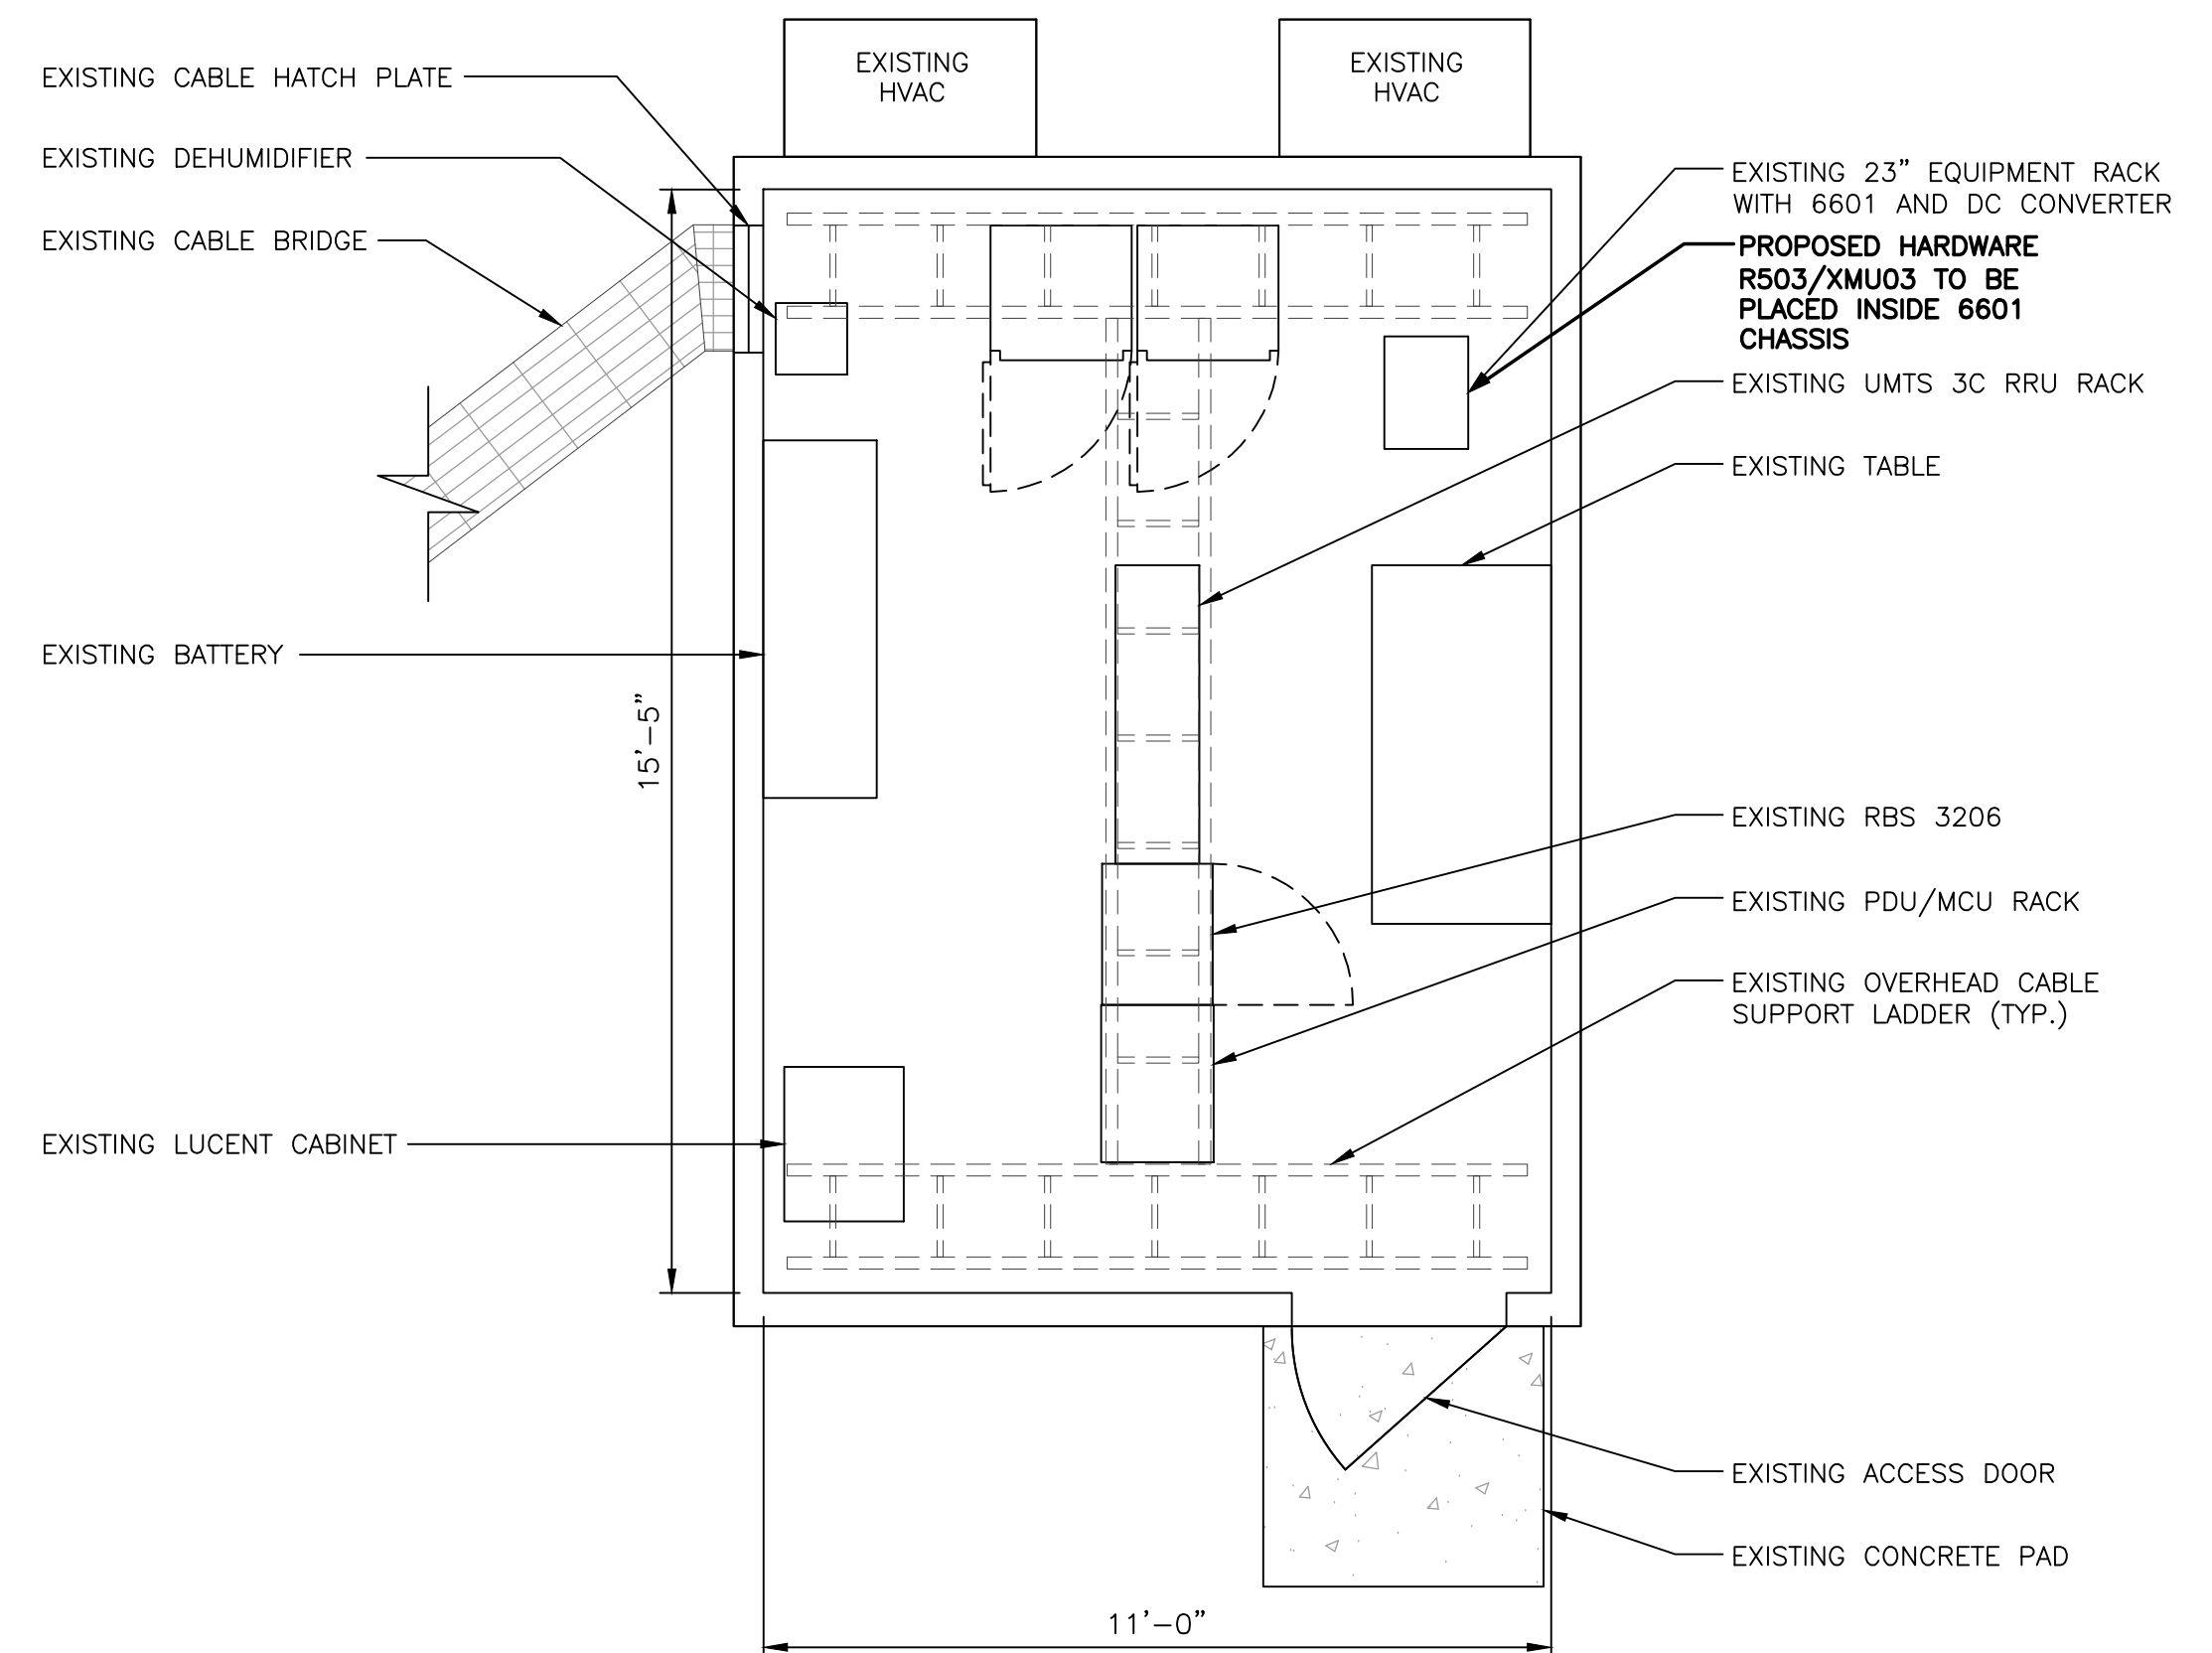 EXISTING
HVAC
EXISTING
HVAC
EXISTING CABLE HATCH PLATE
EXISTING DEHUMIDIFIER
EXISTING CABLE BRIDGE
EXISTING BATTERY
EXISTING LUCENT CABINET
15'-5"
11'-0"
EXISTING 23" EQUIPMENT RACK
WITH 6601 AND DC CONVERTER
PROPOSED HARDWARE
R503/XMU03 TO BE
PLACED INSIDE 6601
CHASSIS
EXISTING UMTS 3C RRU RACK
EXISTING TABLE
EXISTING RBS 3206
EXISTING PDU/MCU RACK
EXISTING OVERHEAD CABLE
SUPPORT LADDER (TYP.)
EXISTING ACCESS DOOR
EXISTING CONCRETE PAD